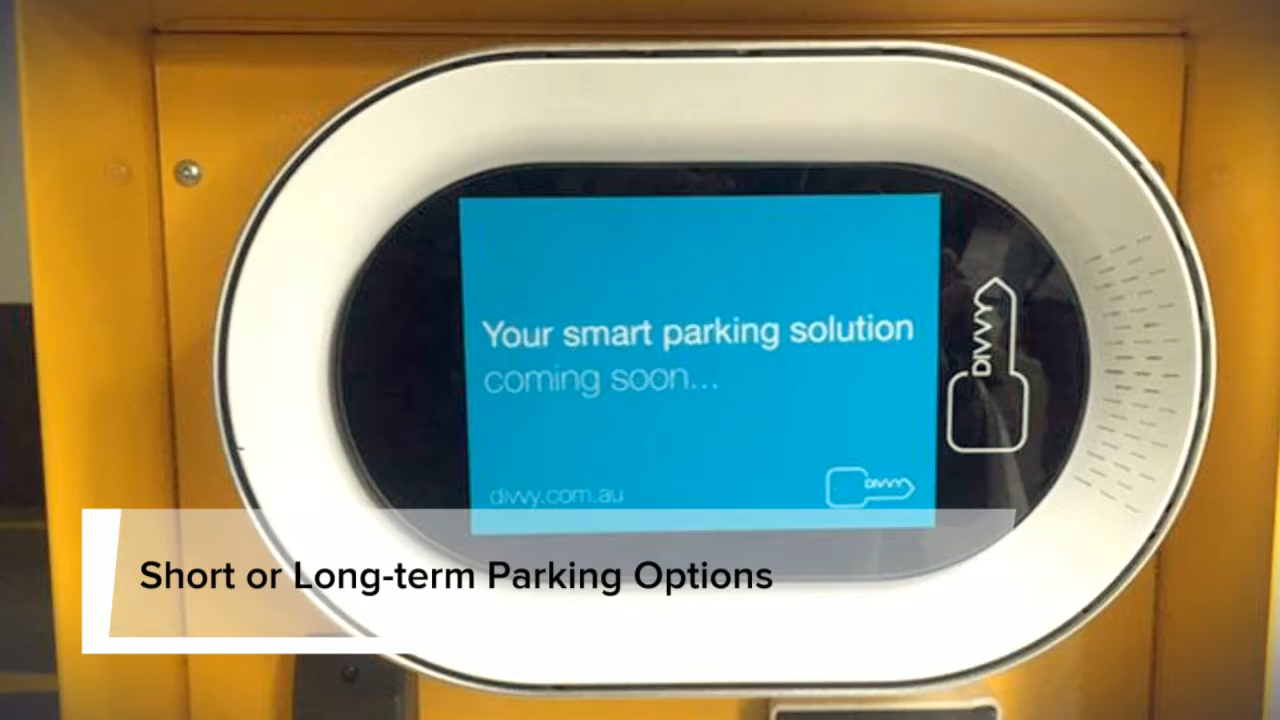 Your smart parking solution
coming soon...
DIVVY
divvy.com.au
DIVVY
Short or Long-term Parking Options